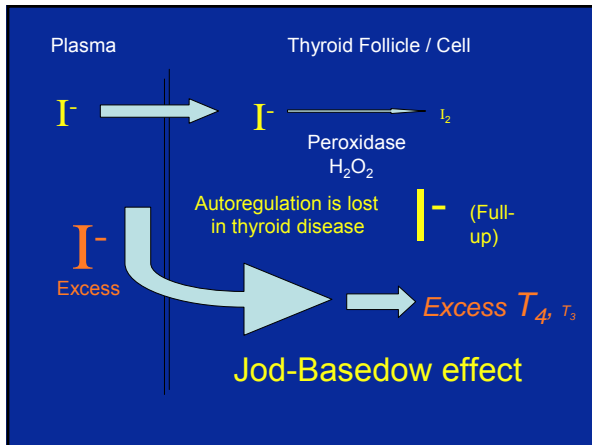 Plasma
Thyroid Follicle / Cell
I⁻
I⁻
I₂
Peroxidase
H₂O₂
Autoregulation is lost
in thyroid disease
I⁻
(Full-
up)
I⁻
Excess
Excess T₄, T₃
Jod-Basedow effect